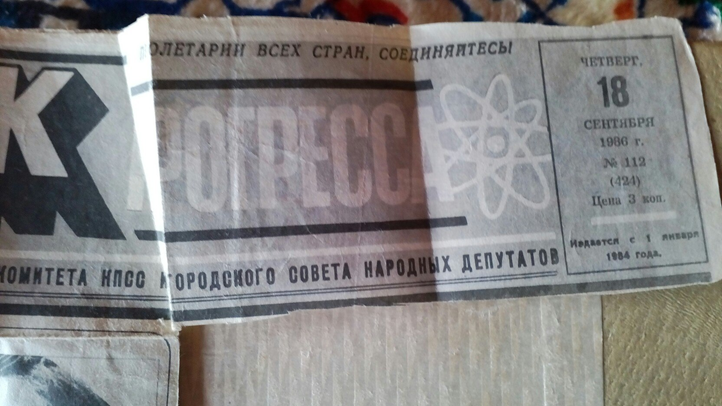 ПРОЛЕТАРИИ ВСЕХ СТРАН, СОЕДИНЯЙТЕСЬ!
К
РОГРЕССА
КОМИТЕТА КПСС И ГОРОДСКОГО СОВЕТА НАРОДНЫХ ДЕПУТАТОВ
ЧЕТВЕРГ,
18
СЕНТЯБРЯ
1986 г.
№ 112
(424)
Цена 3 коп.
Издается с 1 января
1984 года.